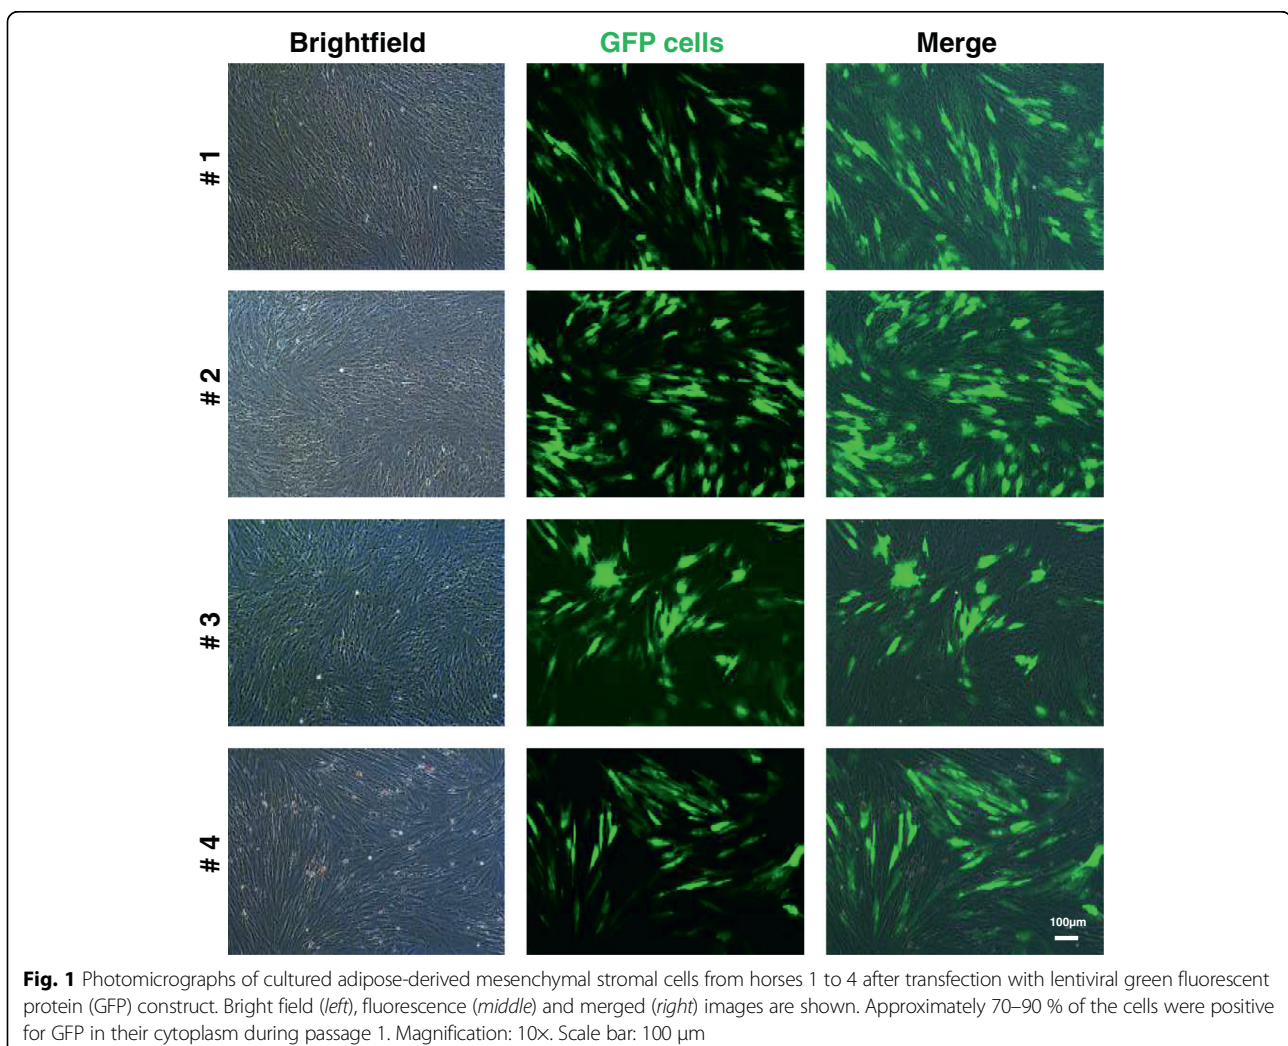 Brightfield GFP cells Merge
# 1
# 2
# 3
# 4
100µm
Fig. 1 Photomicrographs of cultured adipose-derived mesenchymal stromal cells from horses 1 to 4 after transfection with lentiviral green fluorescent
protein (GFP) construct. Bright field (left), fluorescence (middle) and merged (right) images are shown. Approximately 70–90 % of the cells were positive
for GFP in their cytoplasm during passage 1. Magnification: 10×. Scale bar: 100 µm